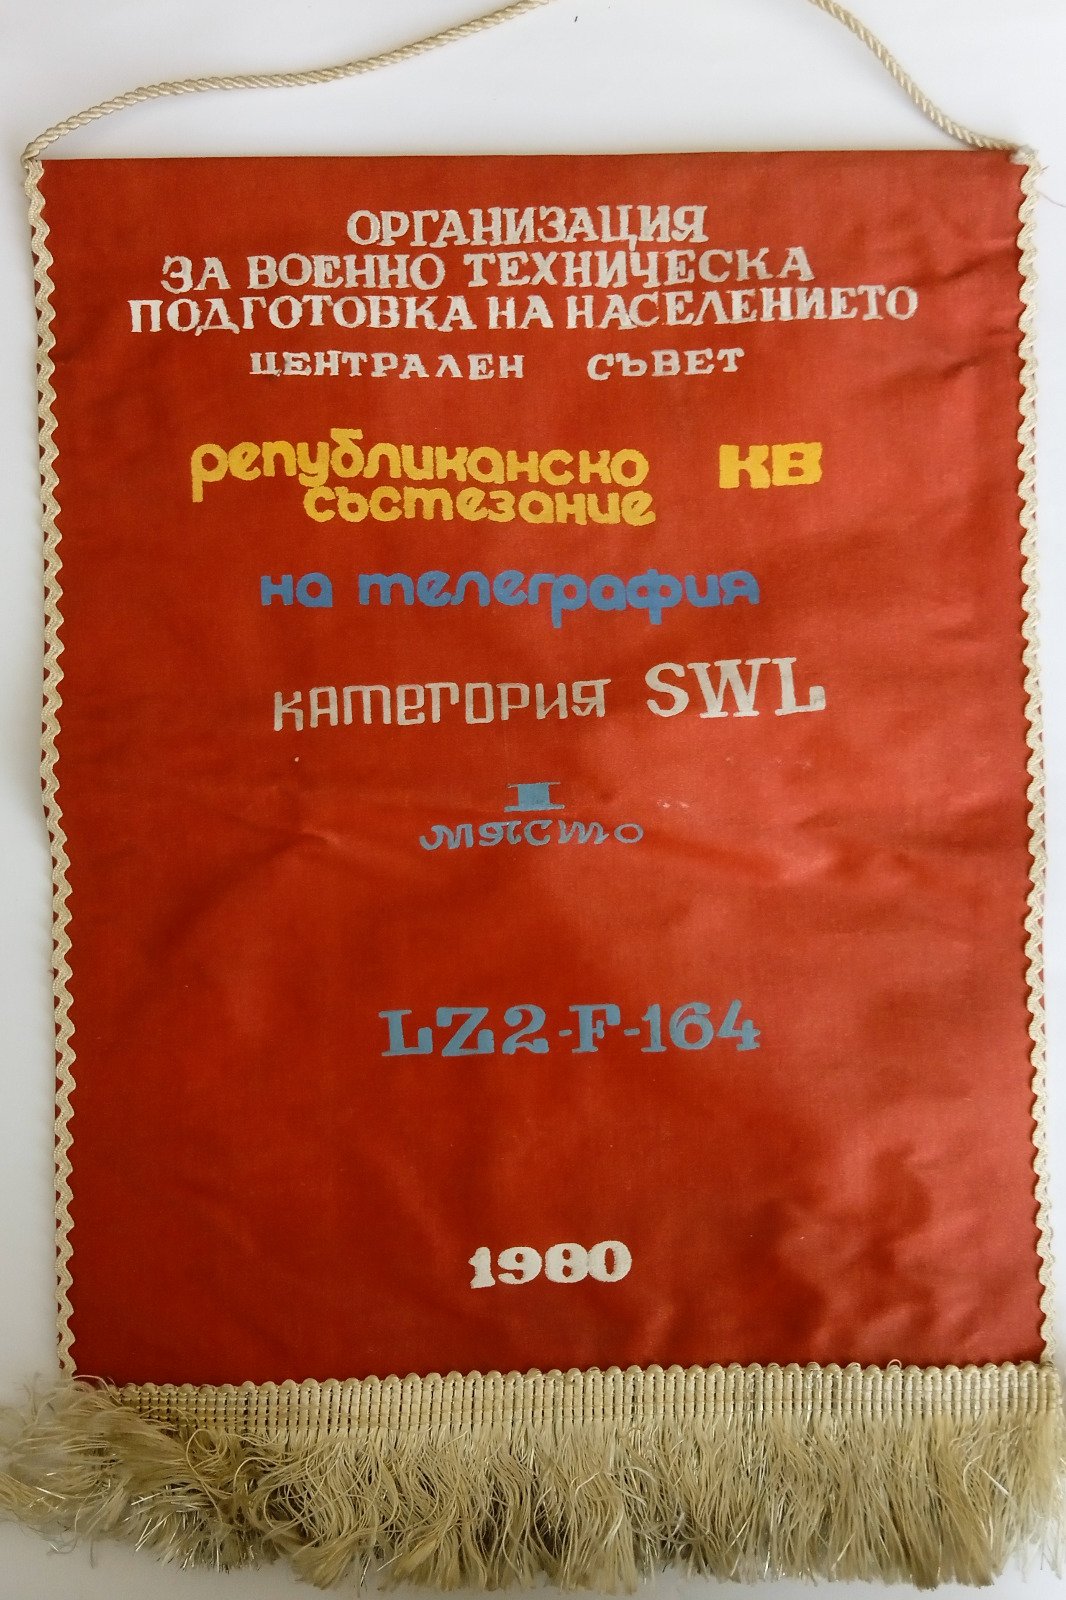 ОРГАНИЗАЦИЯ
ЗА ВОЕННО ТЕХНИЧЕСКА
ПОДГОТОВКА НА НАСЕЛЕНИЕТО
ЦЕНТРАЛЕН СЪВЕТ
републиканско КВ
състезание
на телеграфия
категория SWL
I
място
LZ2-F-164
1980